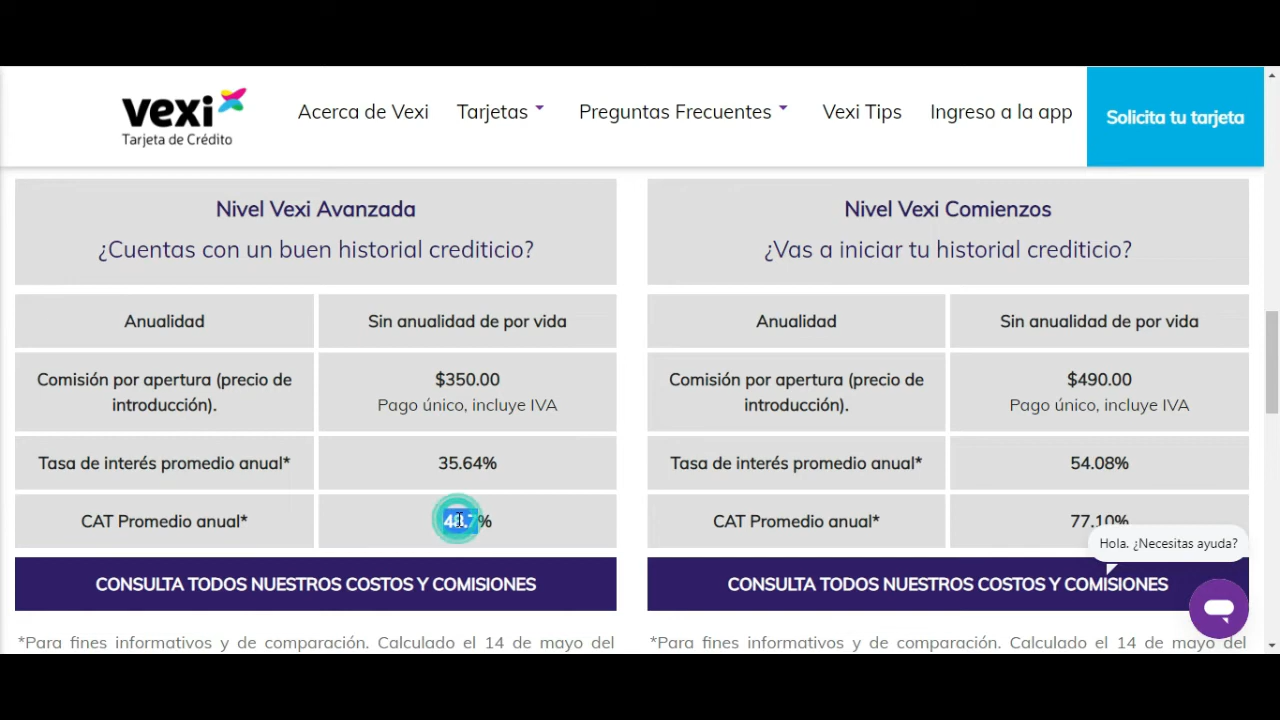 vexi
Tarjeta de Crédito
Acerca de Vexi
Tarjetas
Preguntas Frecuentes
Vexi Tips
Ingreso a la app
Solicita tu tarjeta
Nivel Vexi Avanzada
¿Cuentas con un buen historial crediticio?
Anualidad
Sin anualidad de por vida
Comisión por apertura (precio de
introducción).
$350.00
Pago único, incluye IVA
Tasa de interés promedio anual*
35.64%
CAT Promedio anual*
CONSULTA TODOS NUESTROS COSTOS Y COMISIONES
*Para fines informativos y de comparación. Calculado el 14 de mayo del
Nivel Vexi Comienzos
¿Vas a iniciar tu historial crediticio?
Anualidad
Sin anualidad de por vida
Comisión por apertura (precio de
introducción).
$490.00
Pago único, incluye IVA
Tasa de interés promedio anual*
54.08%
CAT Promedio anual*
77.10%
Hola. ¿Necesitas ayuda?
CONSULTA TODOS NUESTROS COSTOS Y COMISIONES
*Para fines informativos y de comparación. Calculado el 14 de mayo del